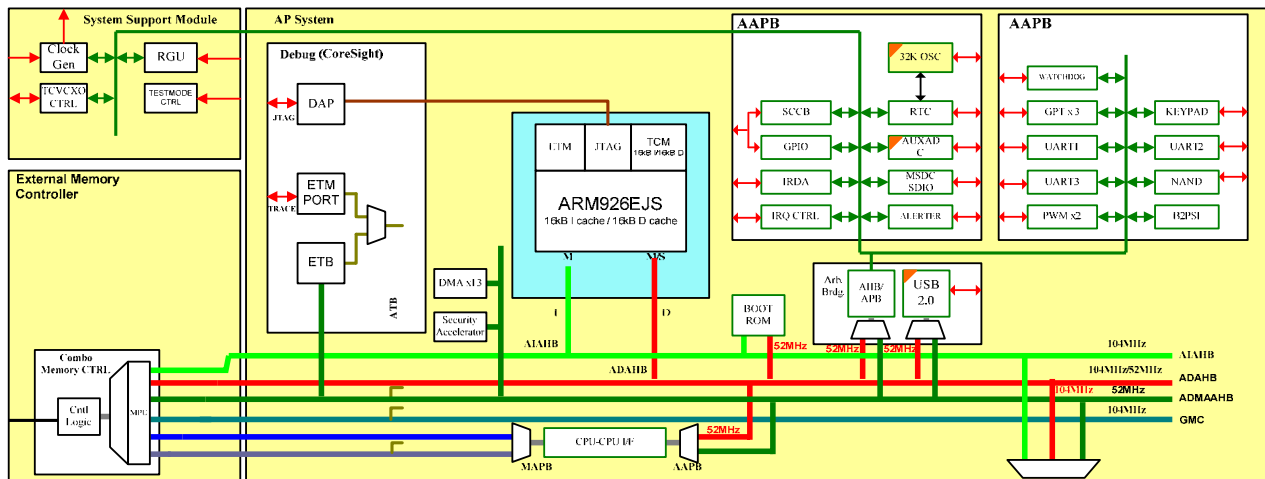 System Support Module
Clock
Gen
RGU
TCVCXO
CTRL
TESTMODE
CTRL
External Memory
Controller
Combo
Memory CTRL
Cntl
Logic
MPU
AP System
Debug (CoreSight)
DAP
JTAG
ETM
PORT
TRACE
ETB
ATB
DMA x13
Security
Accelerator
ETM
JTAG
TCM
16kB I/16kB D
ARM926EJS
16kB I cache / 16kB D cache
M
M/S
I
D
AIAHB
ADAHB
BOOT
ROM
52MHz
AAPB
32K OSC
SCCB
RTC
GPIO
AUXAD
C
IRDA
MSDC
SDIO
IRQ CTRL
ALERTER
AAPB
WATCHDOG
GPT x 3
KEYPAD
UART1
UART2
UART3
NAND
PWM x2
B2PSI
Arb.
Brdg.
AHB/
APB
USB
2.0
52MHz
52MHz
104MHz
AIAHB
104MHz/52MHz
ADAHB
104MHz
52MHz
ADMAAHB
104MHz
GMC
CPU-CPU I/F
52MHz
MAPB
AAPB